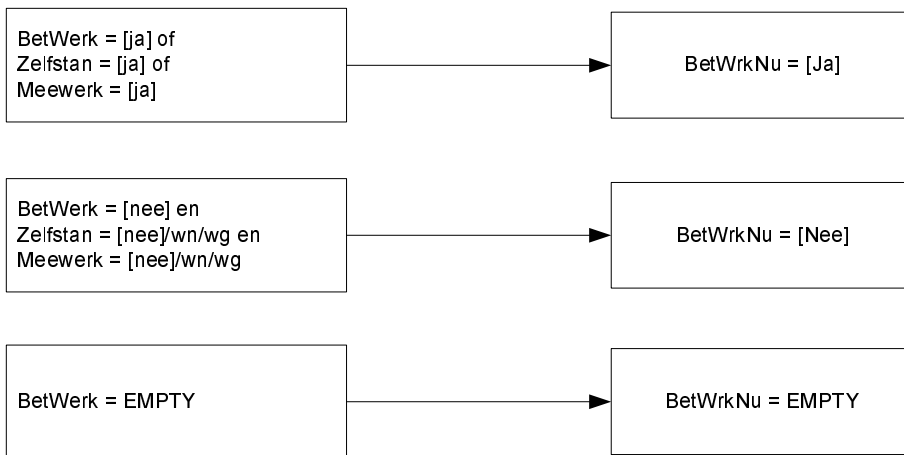 BetWerk = [ja] of
Zelfstan = [ja] of
Meewerk = [ja]
BetWrkNu = [Ja]
BetWerk = [nee] en
Zelfstan = [nee]/wn/wg en
Meewerk = [nee]/wn/wg
BetWrkNu = [Nee]
BetWerk = EMPTY
BetWrkNu = EMPTY